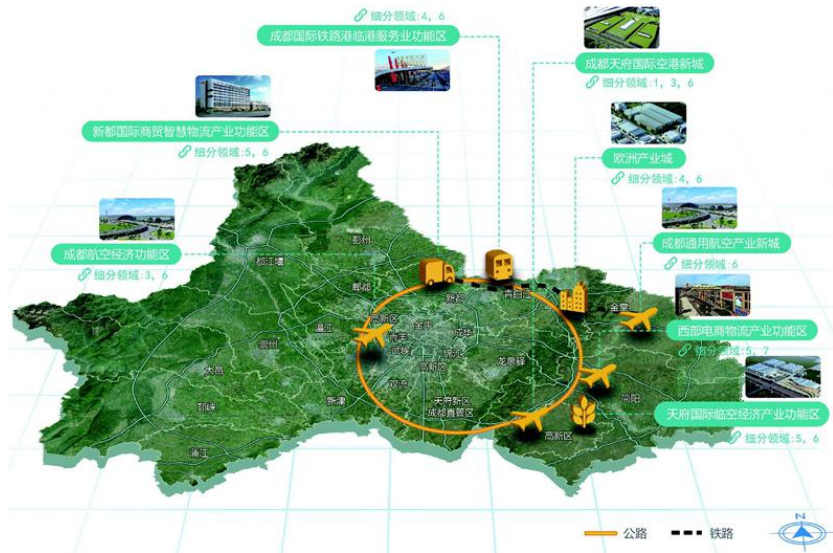 细分领域:4，6
成都国际铁路港临港服务业功能区
成都天府国际空港新城
细分领域:1，3，6
新都国际商贸智慧物流产业功能区
细分领域:5，6
欧洲产业城
细分领域:4，6
成都航空经济功能区
细分领域:3，6
成都通用航空产业新城
细分领域:6
西部电商物流产业功能区
细分领域:5，7
天府国际临空经济产业功能区
细分领域:5，6
彭州
都江堰
郫都
新都
青白江
金堂
高新区
温江
金牛
青羊
成华
武侯
锦江
高新区
崇州
龙泉驿
大邑
双流
简阳
新津
天府新区
成都直管区
邛崃
高新区
蒲江
N
公路
铁路